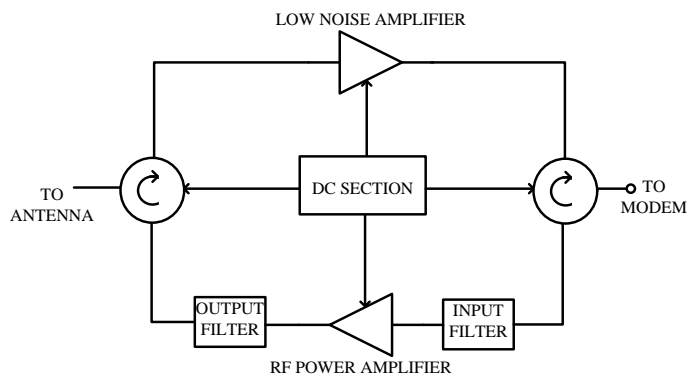 LOW NOISE AMPLIFIER
DC SECTION
TO
ANTENNA
TO
MODEM
OUTPUT
FILTER
INPUT
FILTER
RF POWER AMPLIFIER